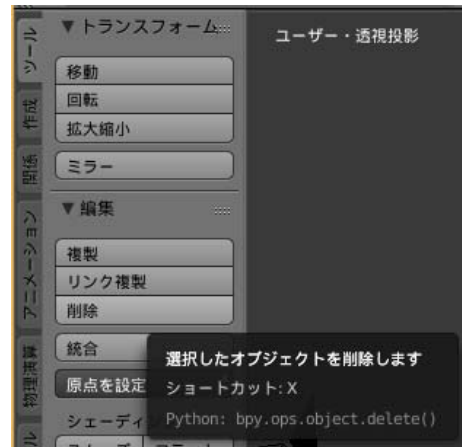 ツール
作成
関係
アニメーション
物理演算
▼トランスフォーム
ユーザー・透視投影
移動
回転
拡大縮小
ミラー
▼編集
複製
リンク複製
削除
統合
原点を設定
シェーディ
選択したオブジェクトを削除します
ショートカット: X
Python: bpy.ops.object.delete()